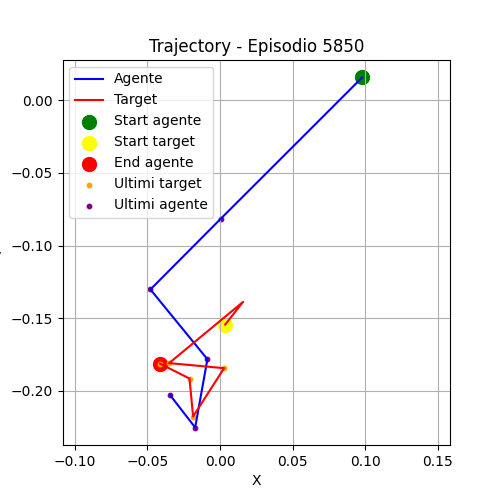 Trajectory - Episodio 5850
Agente
Target
Start agente
Start target
End agente
Ultimi target
Ultimi agente
0.00
−0.05
−0.10
−0.15
−0.20
−0.10
−0.05
0.00
0.05
0.10
0.15
X